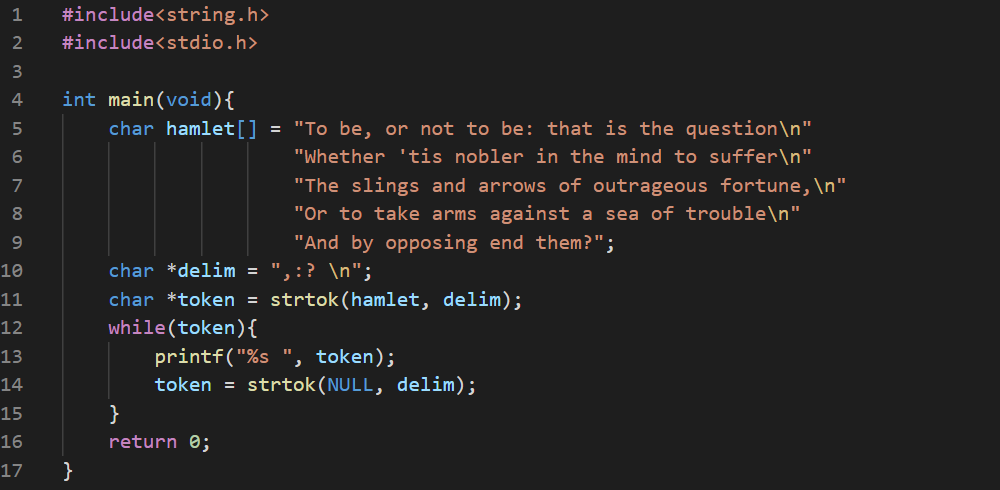 1 #include<string.h>
2 #include<stdio.h>
3
4 int main(void){
5     char hamlet[] = "To be, or not to be: that is the question\n"
6                     "Whether 'tis nobler in the mind to suffer\n"
7                     "The slings and arrows of outrageous fortune,\n"
8                     "Or to take arms against a sea of trouble\n"
9                     "And by opposing end them?";
10     char *delim = ",:? \n";
11     char *token = strtok(hamlet, delim);
12     while(token){
13         printf("%s ", token);
14         token = strtok(NULL, delim);
15     }
16     return 0;
17 }